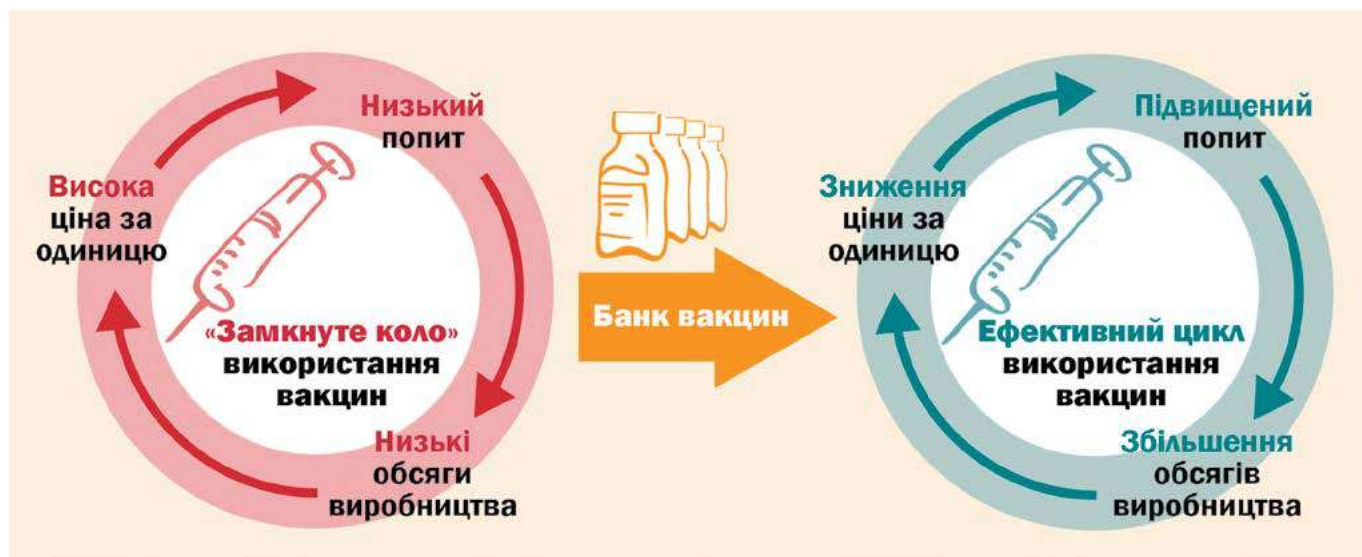 Низький
попит
Висока
ціна за
одиницю
«Замкнуте коло»
використання
вакцин
Низькі
обсяги
виробництва
Банк вакцин
Підвищений
попит
Зниження
ціни за
одиницю
Ефективний цикл
використання
вакцин
Збільшення
обсягів
виробництва